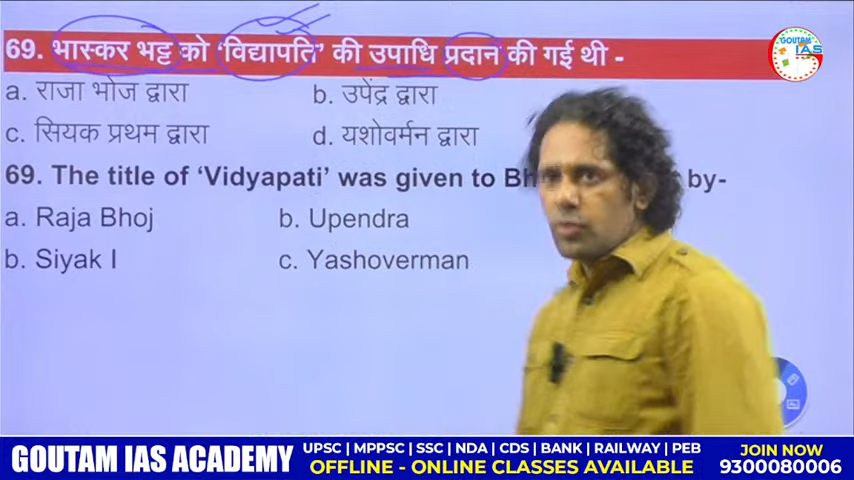 69. भास्कर भट्ट को ‘विद्यापति’ की उपाधि प्रदान की गई थी -
a. राजा भोज द्वारा b. उपेंद्र द्वारा
c. सियक प्रथम द्वारा d. यशोवर्मन द्वारा
69. The title of ‘Vidyapati’ was given to by-
a. Raja Bhoj b. Upendra
b. Siyak I c. Yashoverman
GOUTAM
IAS
GOUTAM IAS ACADEMY
UPSC | MPPSC | SSC | NDA | CDS | BANK | RAILWAY | PEB
OFFLINE - ONLINE CLASSES AVAILABLE
JOIN NOW
9300080006